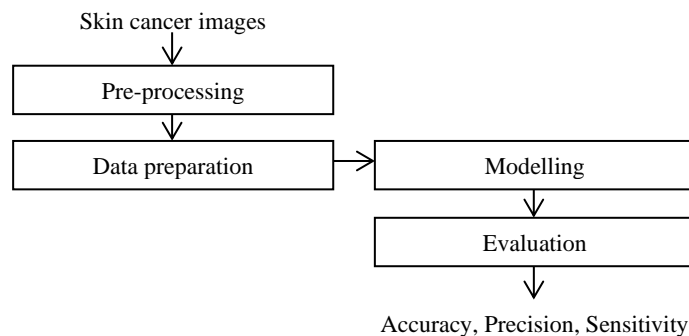 Skin cancer images
Pre-processing
Data preparation
Modelling
Evaluation
Accuracy, Precision, Sensitivity